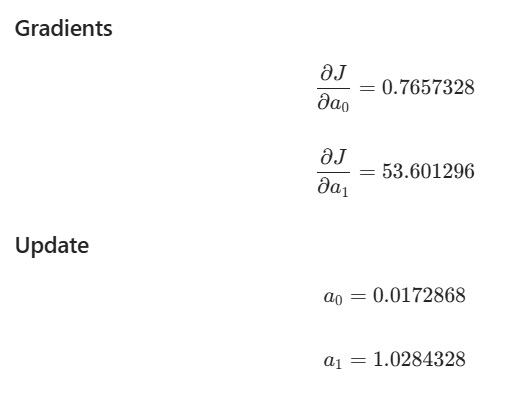 Gradients
∂J/∂a₀ = 0.7657328
∂J/∂a₁ = 53.601296
Update
a₀ = 0.0172868
a₁ = 1.0284328